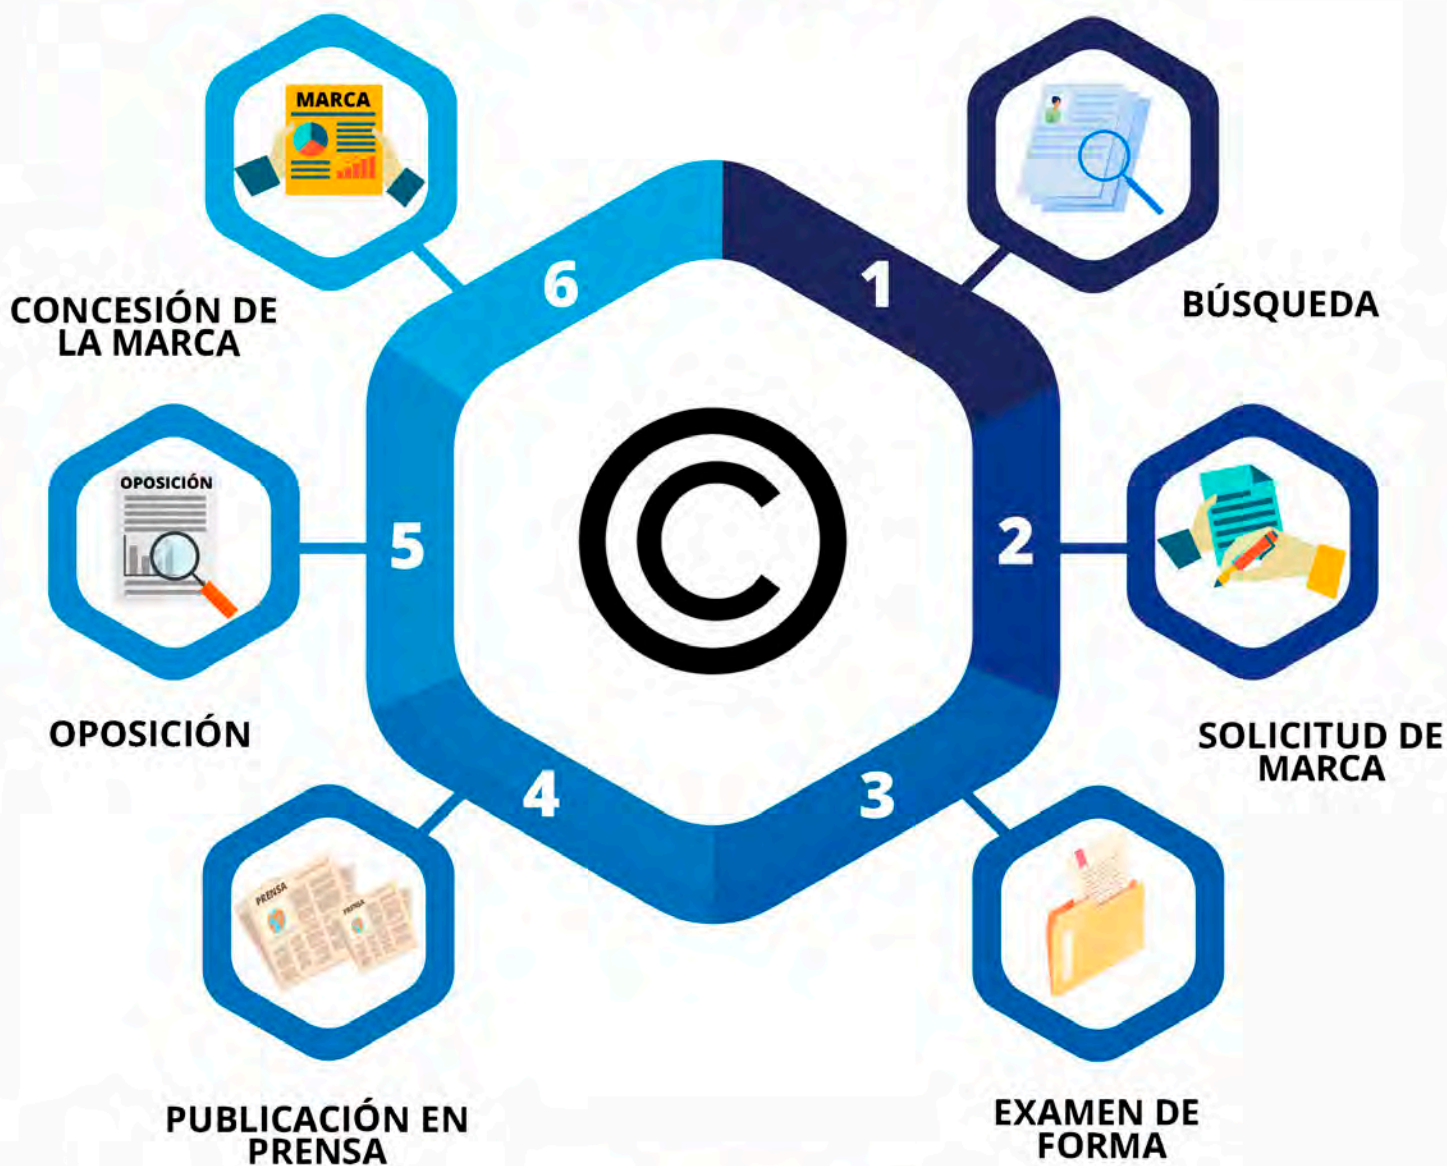 MARCA
CONCESIÓN DE
LA MARCA
6
1
BÚSQUEDA
OPOSICIÓN
5
OPOSICIÓN
2
SOLICITUD DE
MARCA
4
3
PRENSA
PRENSA
PUBLICACIÓN EN
PRENSA
EXAMEN DE
FORMA
©